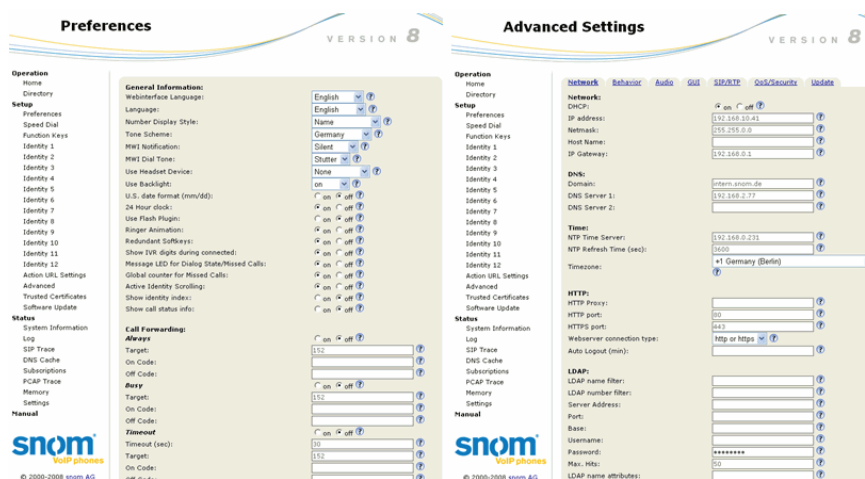 Preferences
VERSION 8
Operation
Home
Directory
Setup
Preferences
Speed Dial
Function Keys
Identity 1
Identity 2
Identity 3
Identity 4
Identity 5
Identity 6
Identity 7
Identity 8
Identity 9
Identity 10
Identity 11
Identity 12
Action URL Settings
Advanced
Trusted Certificates
Software Update
Status
System Information
Log
SIP Trace
DNS Cache
Subscriptions
PCAP Trace
Memory
Settings
Manual
snom
VoIP phones
© 2000-2008 snom AG
General Information:
Webinterface Language: English
Language: English
Number Display Style: Name
Tone Scheme: Germany
MWI Notification: Silent
MWI Dial Tone: Stutter
Use Headset Device: None
Use Backlight: on
U.S. date format (mm/dd): on off
24 Hour clock: on off
Use Flash Plugin: on off
Ringer Animation: on off
Redundant Softkeys: on off
Show IVR digits during connected: on off
Message LED for Dialog State/Missed Calls: on off
Global counter for Missed Calls: on off
Active Identity Scrolling: on off
Show identity index: on off
Show call status info: on off
Call Forwarding:
Always on off
Target: 152
On Code:
Off Code:
Busy on off
Target: 152
On Code:
Off Code:
Timeout on off
Timeout (sec): 30
Target: 152
On Code:
Off Code:
Advanced Settings
VERSION 8
Operation
Home
Directory
Setup
Preferences
Speed Dial
Function Keys
Identity 1
Identity 2
Identity 3
Identity 4
Identity 5
Identity 6
Identity 7
Identity 8
Identity 9
Identity 10
Identity 11
Identity 12
Action URL Settings
Advanced
Trusted Certificates
Software Update
Status
System Information
Log
SIP Trace
DNS Cache
Subscriptions
PCAP Trace
Memory
Settings
Manual
snom
VoIP phones
© 2000-2008 snom AG
Network Behavior Audio GUI SIP/RTP QoS/Security Update
Network:
DHCP: on off
IP address: 192.168.10.41
Netmask: 255.255.0.0
Host Name:
IP Gateway: 192.168.0.1
DNS:
Domain: intern.snom.de
DNS Server 1: 192.168.2.77
DNS Server 2:
Time:
NTP Time Server: 192.168.0.231
NTP Refresh Time (sec): 3600
Timezone: +1 Germany (Berlin)
HTTP:
HTTP Proxy:
HTTP port: 80
HTTPS port: 443
Webserver connection type: http or https
Auto Logout (min):
LDAP:
LDAP name filter:
LDAP number filter:
Server Address:
Port:
Base:
Username:
Password: ********
Max. Hits: 50
LDAP name attributes: